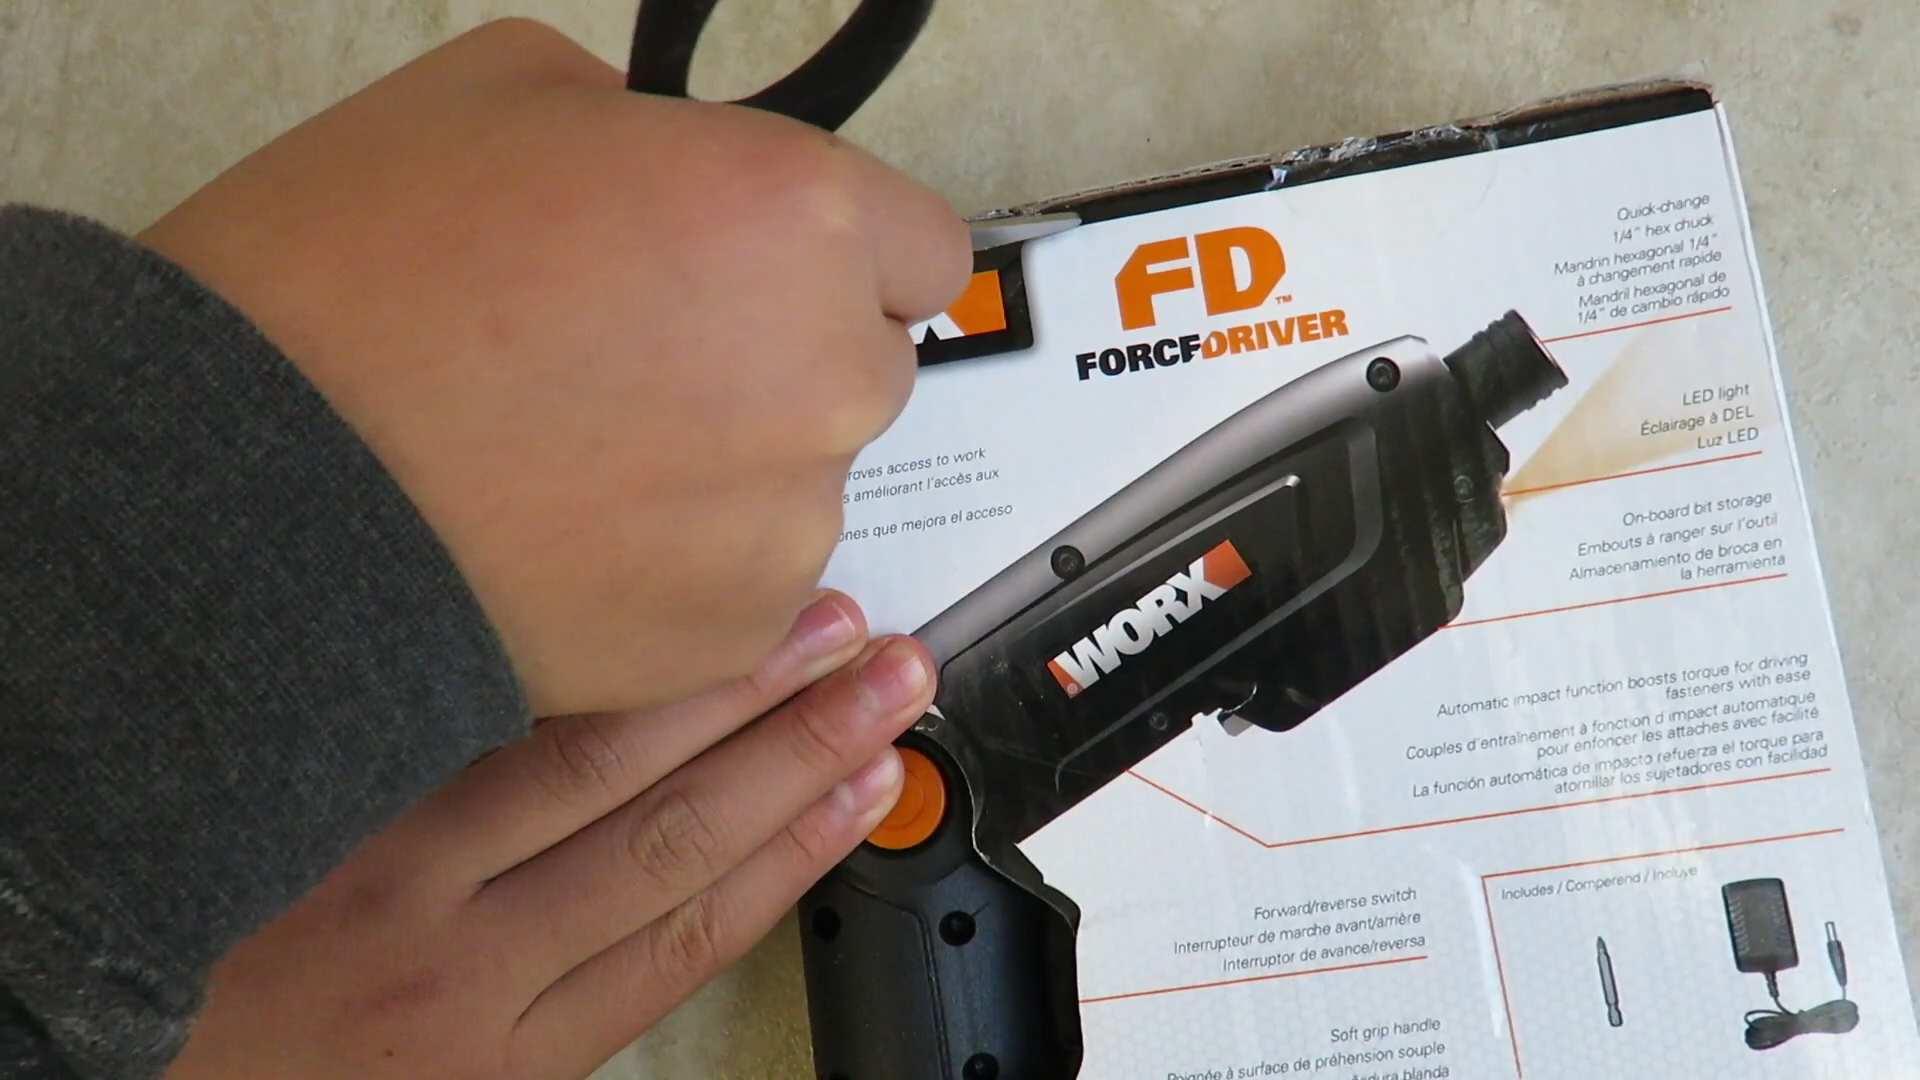 FD™
FORCEDRIVER
Quick-change
1/4" hex chuck
Mandrin hexagonal 1/4"
à changement rapide
Mandril hexagonal de
1/4" de cambio rápido
LED light
Éclairage à DEL
Luz LED
access to work
améliorant l'accès aux
que mejora el acceso
On-board bit storage
Embouts à ranger sur l'outil
Almacenamiento de broca en
la herramienta
WORX®
Automatic impact function boosts torque for driving
fasteners with ease
Couples d'entraînement à fonction d impact automatique
pour enfoncer les attaches avec facilité
La función automática de impacto refuerza el torque para
atornillar los sujetadores con facilidad
Forward/reverse switch
Interrupteur de marche avant/arrière
Interruptor de avance/reversa
Includes / Comperend / Incluye
Soft grip handle
Poignée à surface de préhension souple
blanda